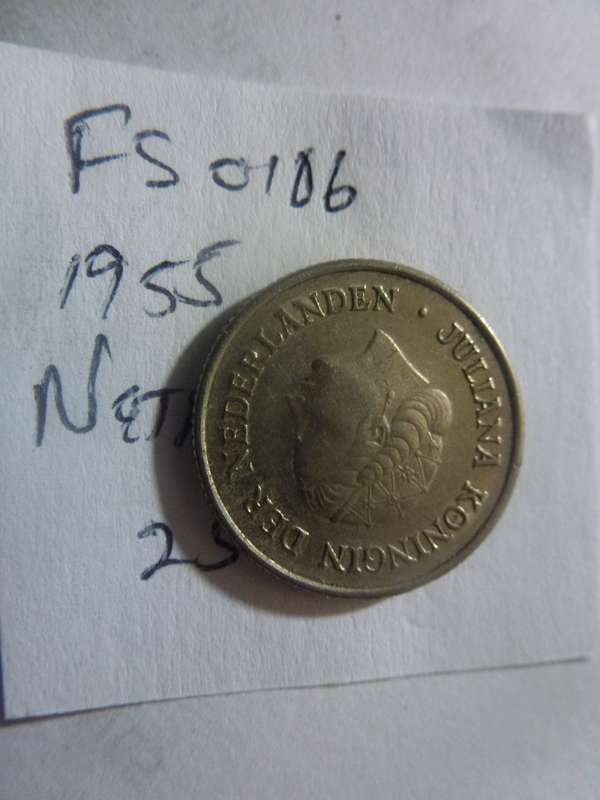 FS 0106
1955
NETH
25
JULIANA KONINGIN DER NEDERLANDEN ·